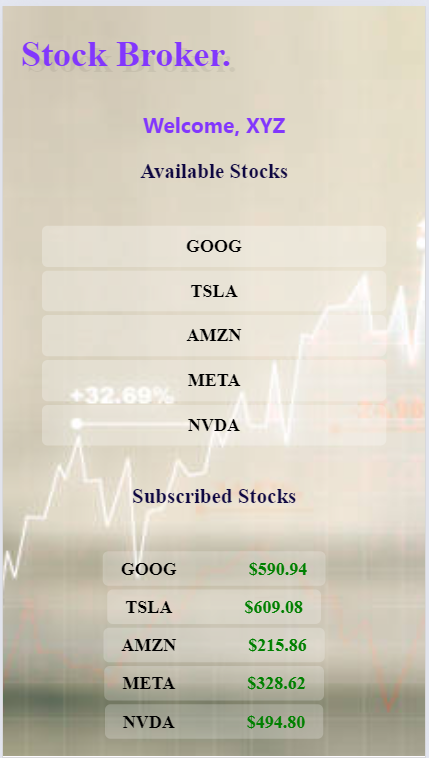 Stock Broker.
Welcome, XYZ
Available Stocks
GOOG
TSLA
AMZN
META
+32.69%
NVDA
Subscribed Stocks
GOOG $590.94
TSLA $609.08
AMZN $215.86
META $328.62
NVDA $494.80